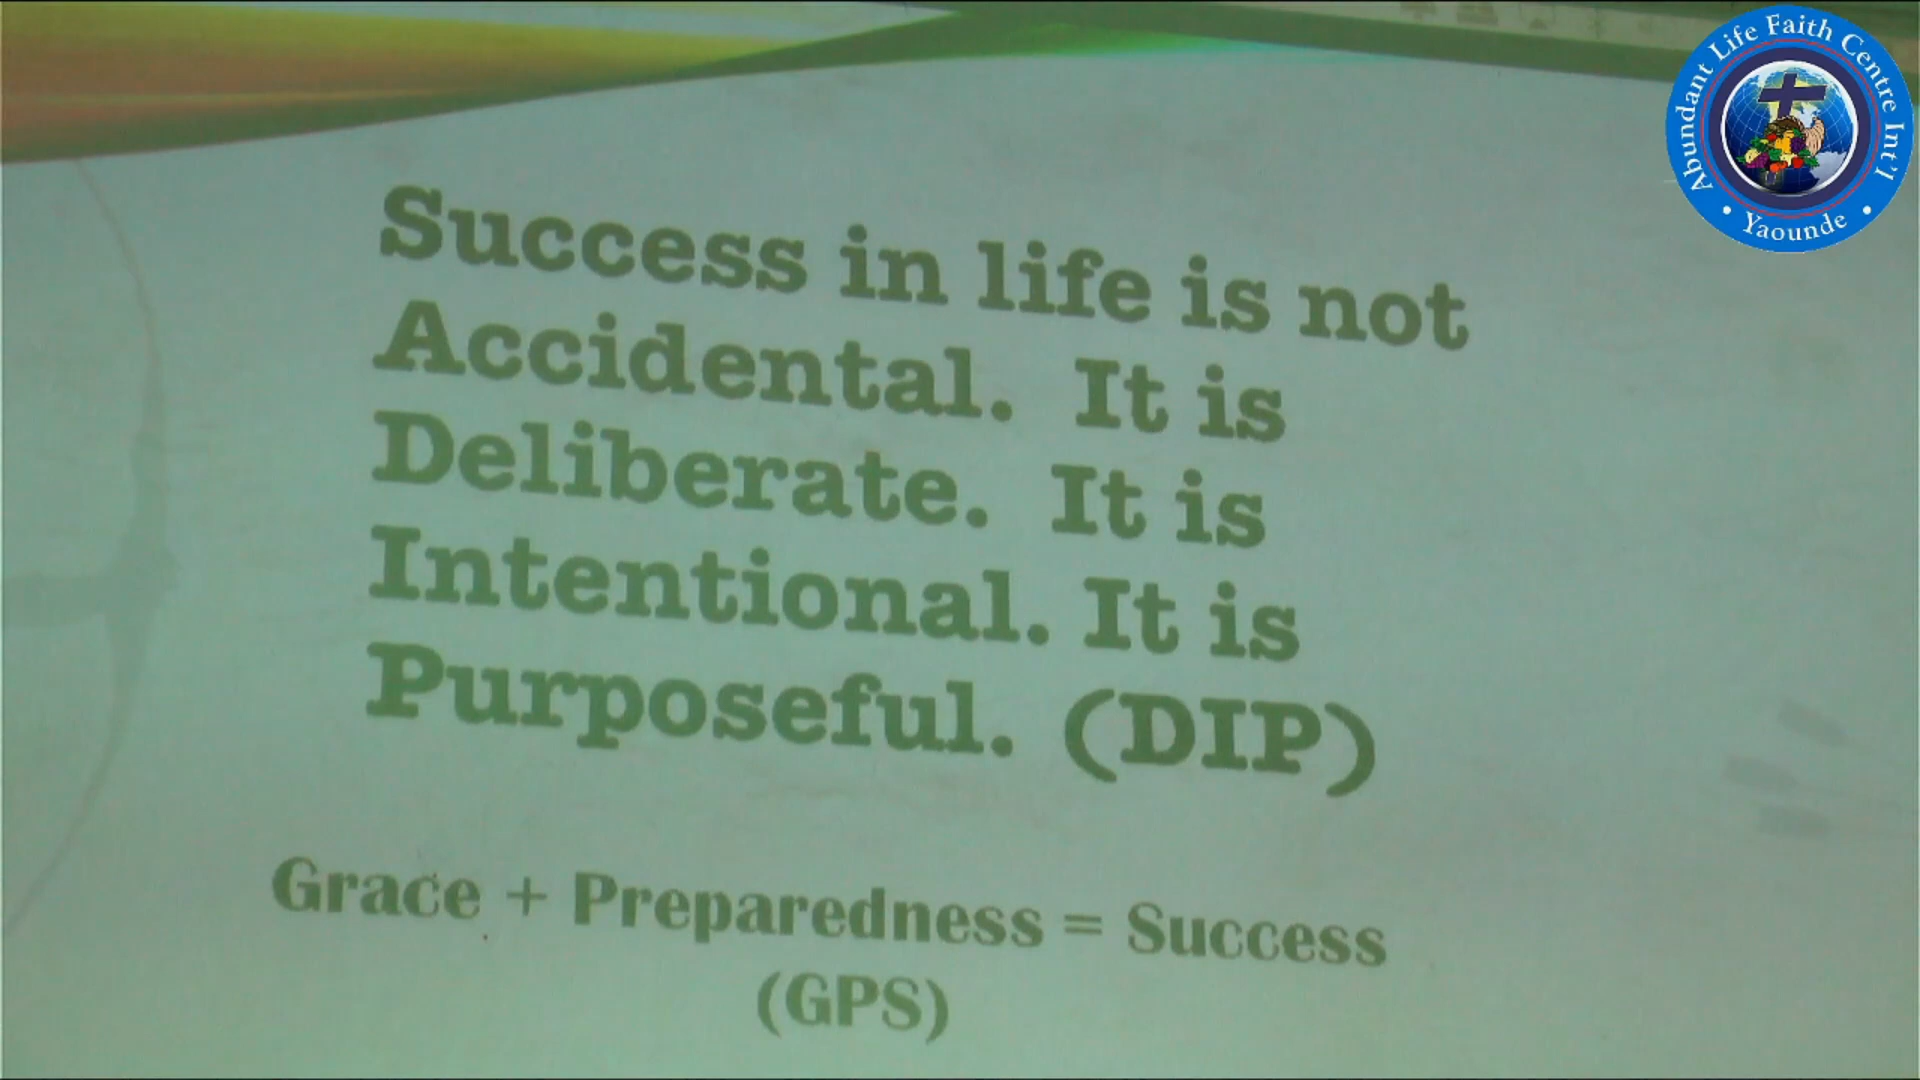 Abundant Life Faith Centre Int'l
• Yaounde •
Success in life is not
Accidental. It is
Deliberate. It is
Intentional. It is
Purposeful. (DIP)
Grace + Preparedness = Success
(GPS)